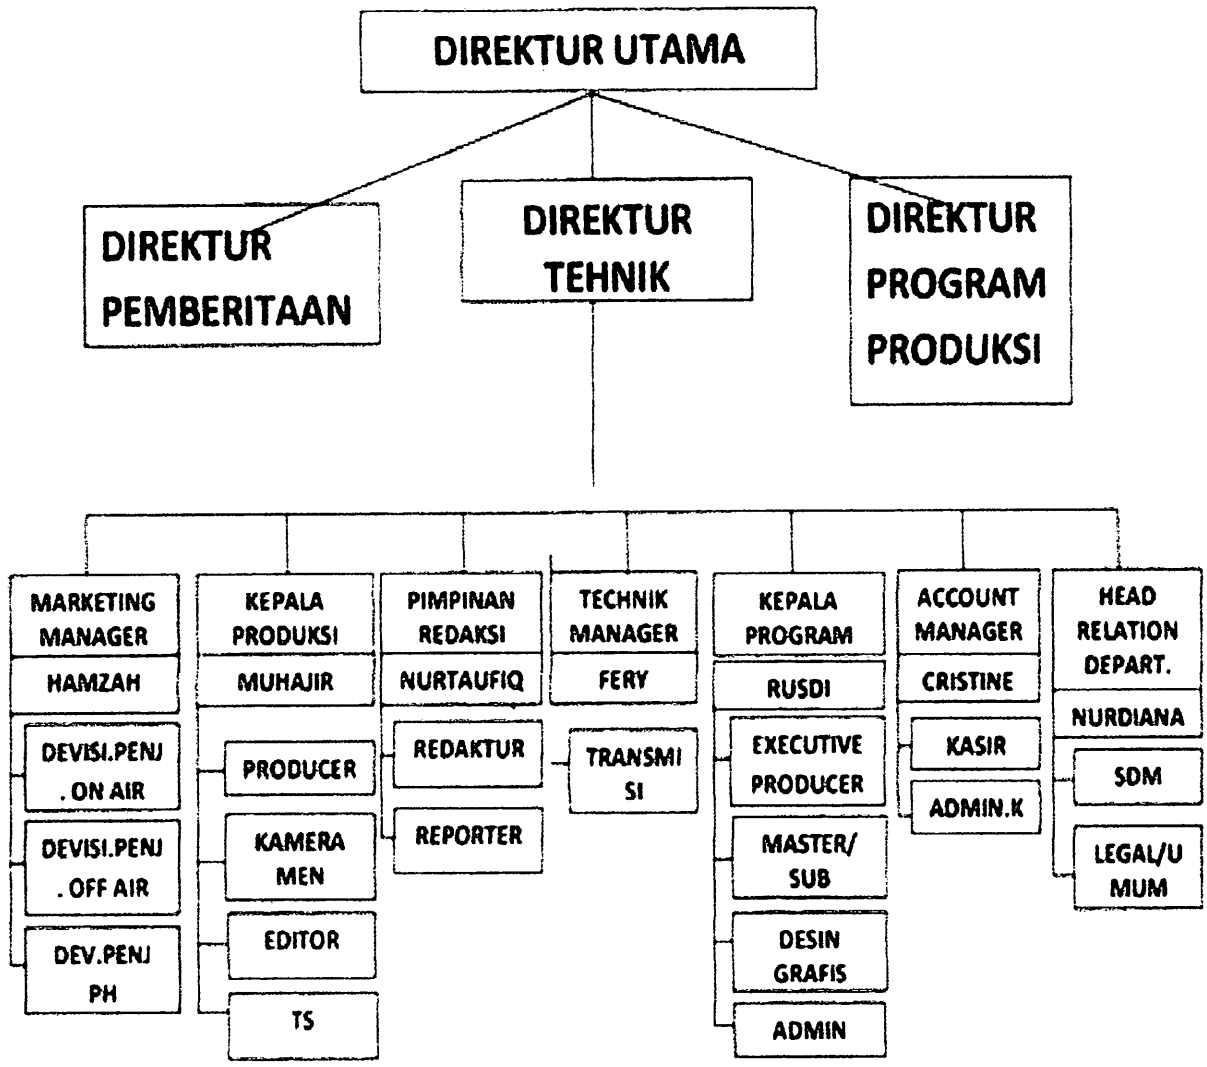 DIREKTUR UTAMA
DIREKTUR
PEMBERITAAN
DIREKTUR
TEHNIK
DIREKTUR
PROGRAM
PRODUKSI
MARKETING
MANAGER
HAMZAH
DEVISI.PENJ
. ON AIR
DEVISI.PENJ
. OFF AIR
DEV.PENJ
PH
KEPALA
PRODUKSI
MUHAJIR
PRODUCER
KAMERA
MEN
EDITOR
TS
PIMPINAN
REDAKSI
NURTAUFIQ
REDAKTUR
REPORTER
TECHNIK
MANAGER
FERY
TRANSMI
SI
KEPALA
PROGRAM
RUSDI
EXECUTIVE
PRODUCER
MASTER/
SUB
DESIN
GRAFIS
ADMIN
ACCOUNT
MANAGER
CRISTINE
KASIR
ADMIN.K
HEAD
RELATION
DEPART.
NURDIANA
SDM
LEGAL/U
MUM